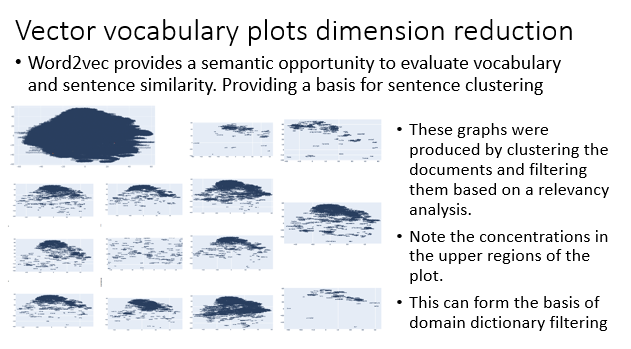 Vector vocabulary plots dimension reduction
• Word2vec provides a semantic opportunity to evaluate vocabulary
and sentence similarity. Providing a basis for sentence clustering
• These graphs were
produced by clustering the
documents and filtering
them based on a relevancy
analysis.
• Note the concentrations in
the upper regions of the
plot.
• This can form the basis of
domain dictionary filtering